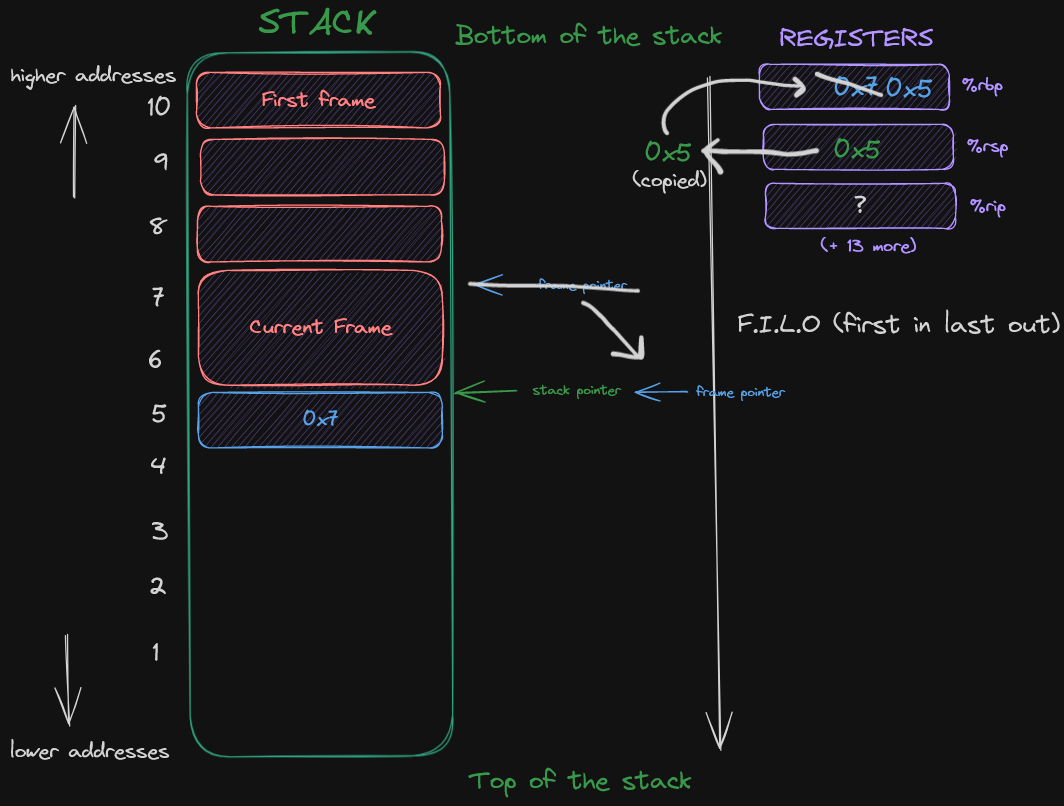 STACK
Bottom of the stack
REGISTERS
higher addresses
10
First frame
0x7 0x5
%rbp
9
0x5
(copied)
0x5
%rsp
8
?
%rip
(+ 13 more)
7
frame pointer
Current Frame
F.I.L.O (first in last out)
6
stack pointer
frame pointer
5
0x7
4
3
2
1
lower addresses
Top of the stack